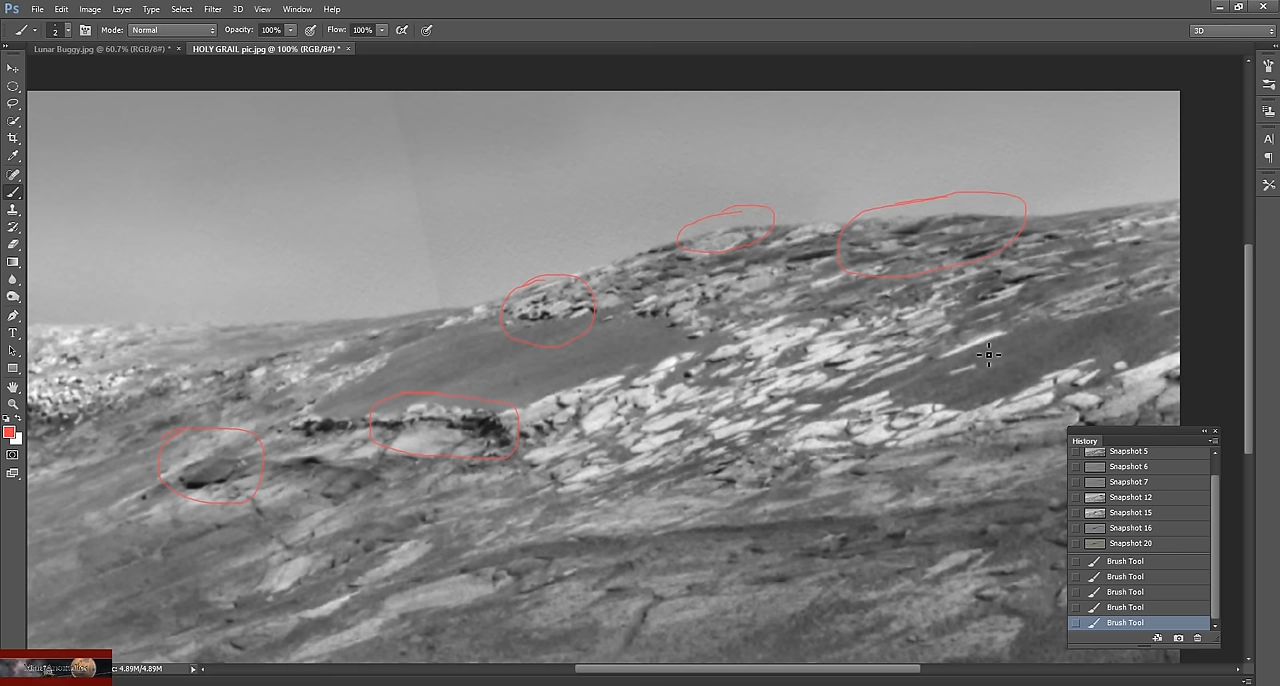 Ps File Edit Image Layer Type Select Filter 3D View Window Help
2 Mode: Normal Opacity: 100% Flow: 100% 3D
Lunar Buggy.jpg @ 60.7% (RGB/8#) * × HOLY GRAIL pic.jpg @ 100% (RGB/8#) * ×
History
Snapshot 5
Snapshot 6
Snapshot 7
Snapshot 12
Snapshot 15
Snapshot 16
Snapshot 20
Brush Tool
Brush Tool
Brush Tool
Brush Tool
Brush Tool
c: 4.89M/4.89M